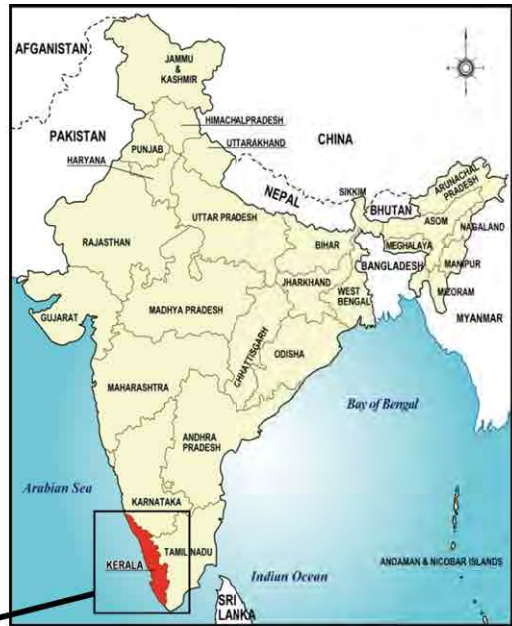 AFGANISTAN
JAMMU
&
KASHMIR
HIMACHALPRADESH
PAKISTAN
PUNJAB
UTTARAKHAND
CHINA
HARYANA
NEPAL
SIKKIM
ARUNACHAL
PRADESH
BHUTAN
UTTAR PRADESH
ASOM
NAGALAND
RAJASTHAN
BIHAR
MEGHALAYA
BANGLADESH
MANIPUR
JHARKHAND
WEST
BENGAL
MIZORAM
GUJARAT
MADHYA PRADESH
CHHATTISGARH
ODISHA
MYANMAR
MAHARASHTRA
Bay of Bengal
ANDHRA
PRADESH
Arabian Sea
KARNATAKA
TAMIL NADU
KERALA
ANDAMAN & NICOBAR ISLANDS
Indian Ocean
SRI
LANKA